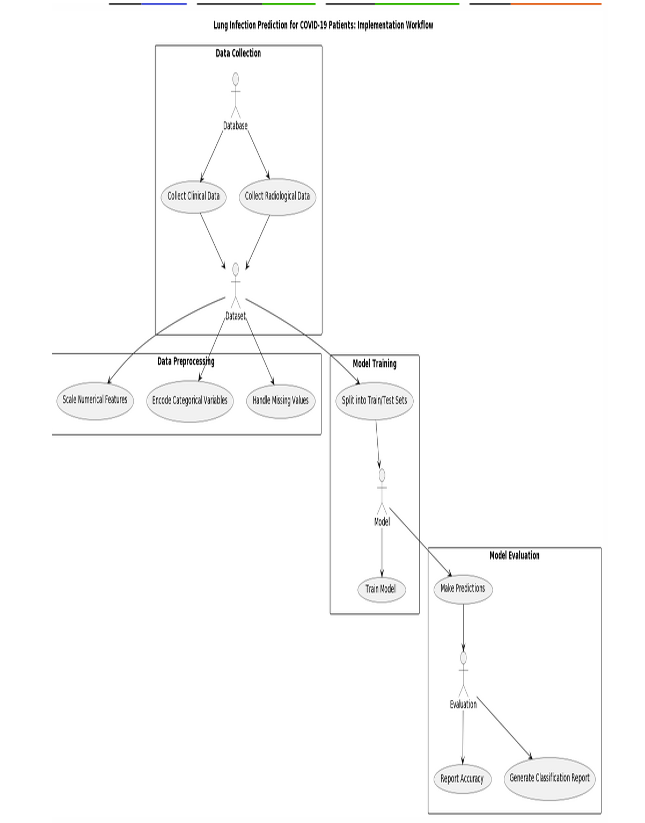 Lung Infection Prediction for COVID-19 Patients: Implementation Workflow
Data Collection
Database
Collect Clinical Data
Collect Radiological Data
Dataset
Data Preprocessing
Model Training
Scale Numerical Features
Encode Categorical Variables
Handle Missing Values
Split into Train/Test Sets
Model
Model Evaluation
Train Model
Make Predictions
Evaluation
Report Accuracy
Generate Classification Report